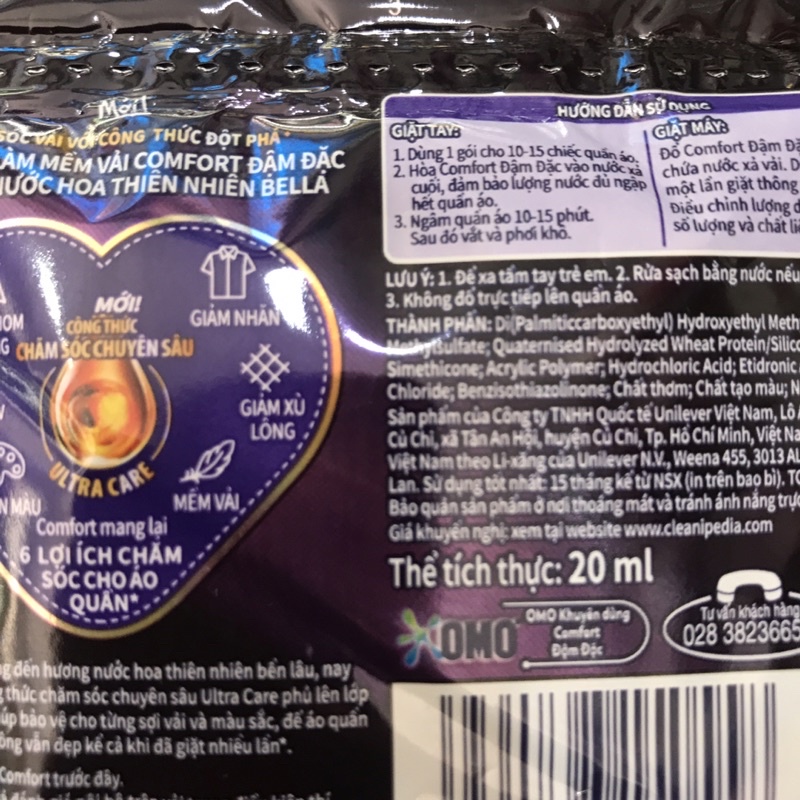 Mới!
SÓC VẢI VỚI CÔNG THỨC ĐỘT PHÁ*
LÀM MỀM VẢI COMFORT ĐẬM ĐẶC
NƯỚC HOA THIÊN NHIÊN BELLA
MỚI!
CÔNG THỨC
CHĂM SÓC CHUYÊN SÂU
ULTRA CARE
GIẢM NHĂN
GIẢM XÙ
LÔNG
MỀM VẢI
MÀU
Comfort mang lại
6 LỢI ÍCH CHĂM
SÓC CHO ÁO
QUẦN*
đến hương nước hoa thiên nhiên bền lâu, nay
thức chăm sóc chuyên sâu Ultra Care phủ lên lớp
bảo vệ cho từng sợi vải và màu sắc, để áo quần
vẫn đẹp kể cả khi đã giặt nhiều lần*.
Comfort trước đây.
HƯỚNG DẪN SỬ DỤNG
GIẶT TAY:
1. Dùng 1 gói cho 10-15 chiếc quần áo.
2. Hòa Comfort Đậm Đặc vào nước xả
cuối, đảm bảo lượng nước đủ ngập
hết quần áo.
3. Ngâm quần áo 10-15 phút.
Sau đó vắt và phơi khô.
GIẶT MÁY:
Đổ Comfort Đậm
chứa nước xả vải.
một lần giặt thông
Điều chỉnh lượng
số lượng và chất
LƯU Ý: 1. Để xa tầm tay trẻ em. 2. Rửa sạch bằng nước nếu
3. Không đổ trực tiếp lên quần áo.
THÀNH PHẦN: Di(Palmiticcarboxyethyl) Hydroxyethyl
Methylsulfate; Quaternised Hydrolyzed Wheat Protein/
Simethicone; Acrylic Polymer; Hydrochloric Acid; Etidronic
Chloride; Benzisothiazolinone; Chất thơm; Chất tạo màu;
Sản phẩm của Công ty TNHH Quốc tế Unilever Việt Nam, Lô
Củ Chi, xã Tân An Hội, huyện Củ Chi, Tp. Hồ Chí Minh, Việt
Việt Nam theo Li-xăng của Unilever N.V., Weena 455, 3013
Lan. Sử dụng tốt nhất: 15 tháng kể từ NSX (in trên bao bì).
Bảo quản sản phẩm ở nơi thoáng mát và tránh ánh nắng trực
Giá khuyến nghị: xem tại website www.cleanipedia.com
Thể tích thực: 20 ml
OMO
OMO Khuyên dùng
Comfort
Đậm Đặc
Tư vấn khách hàng
028 3823665